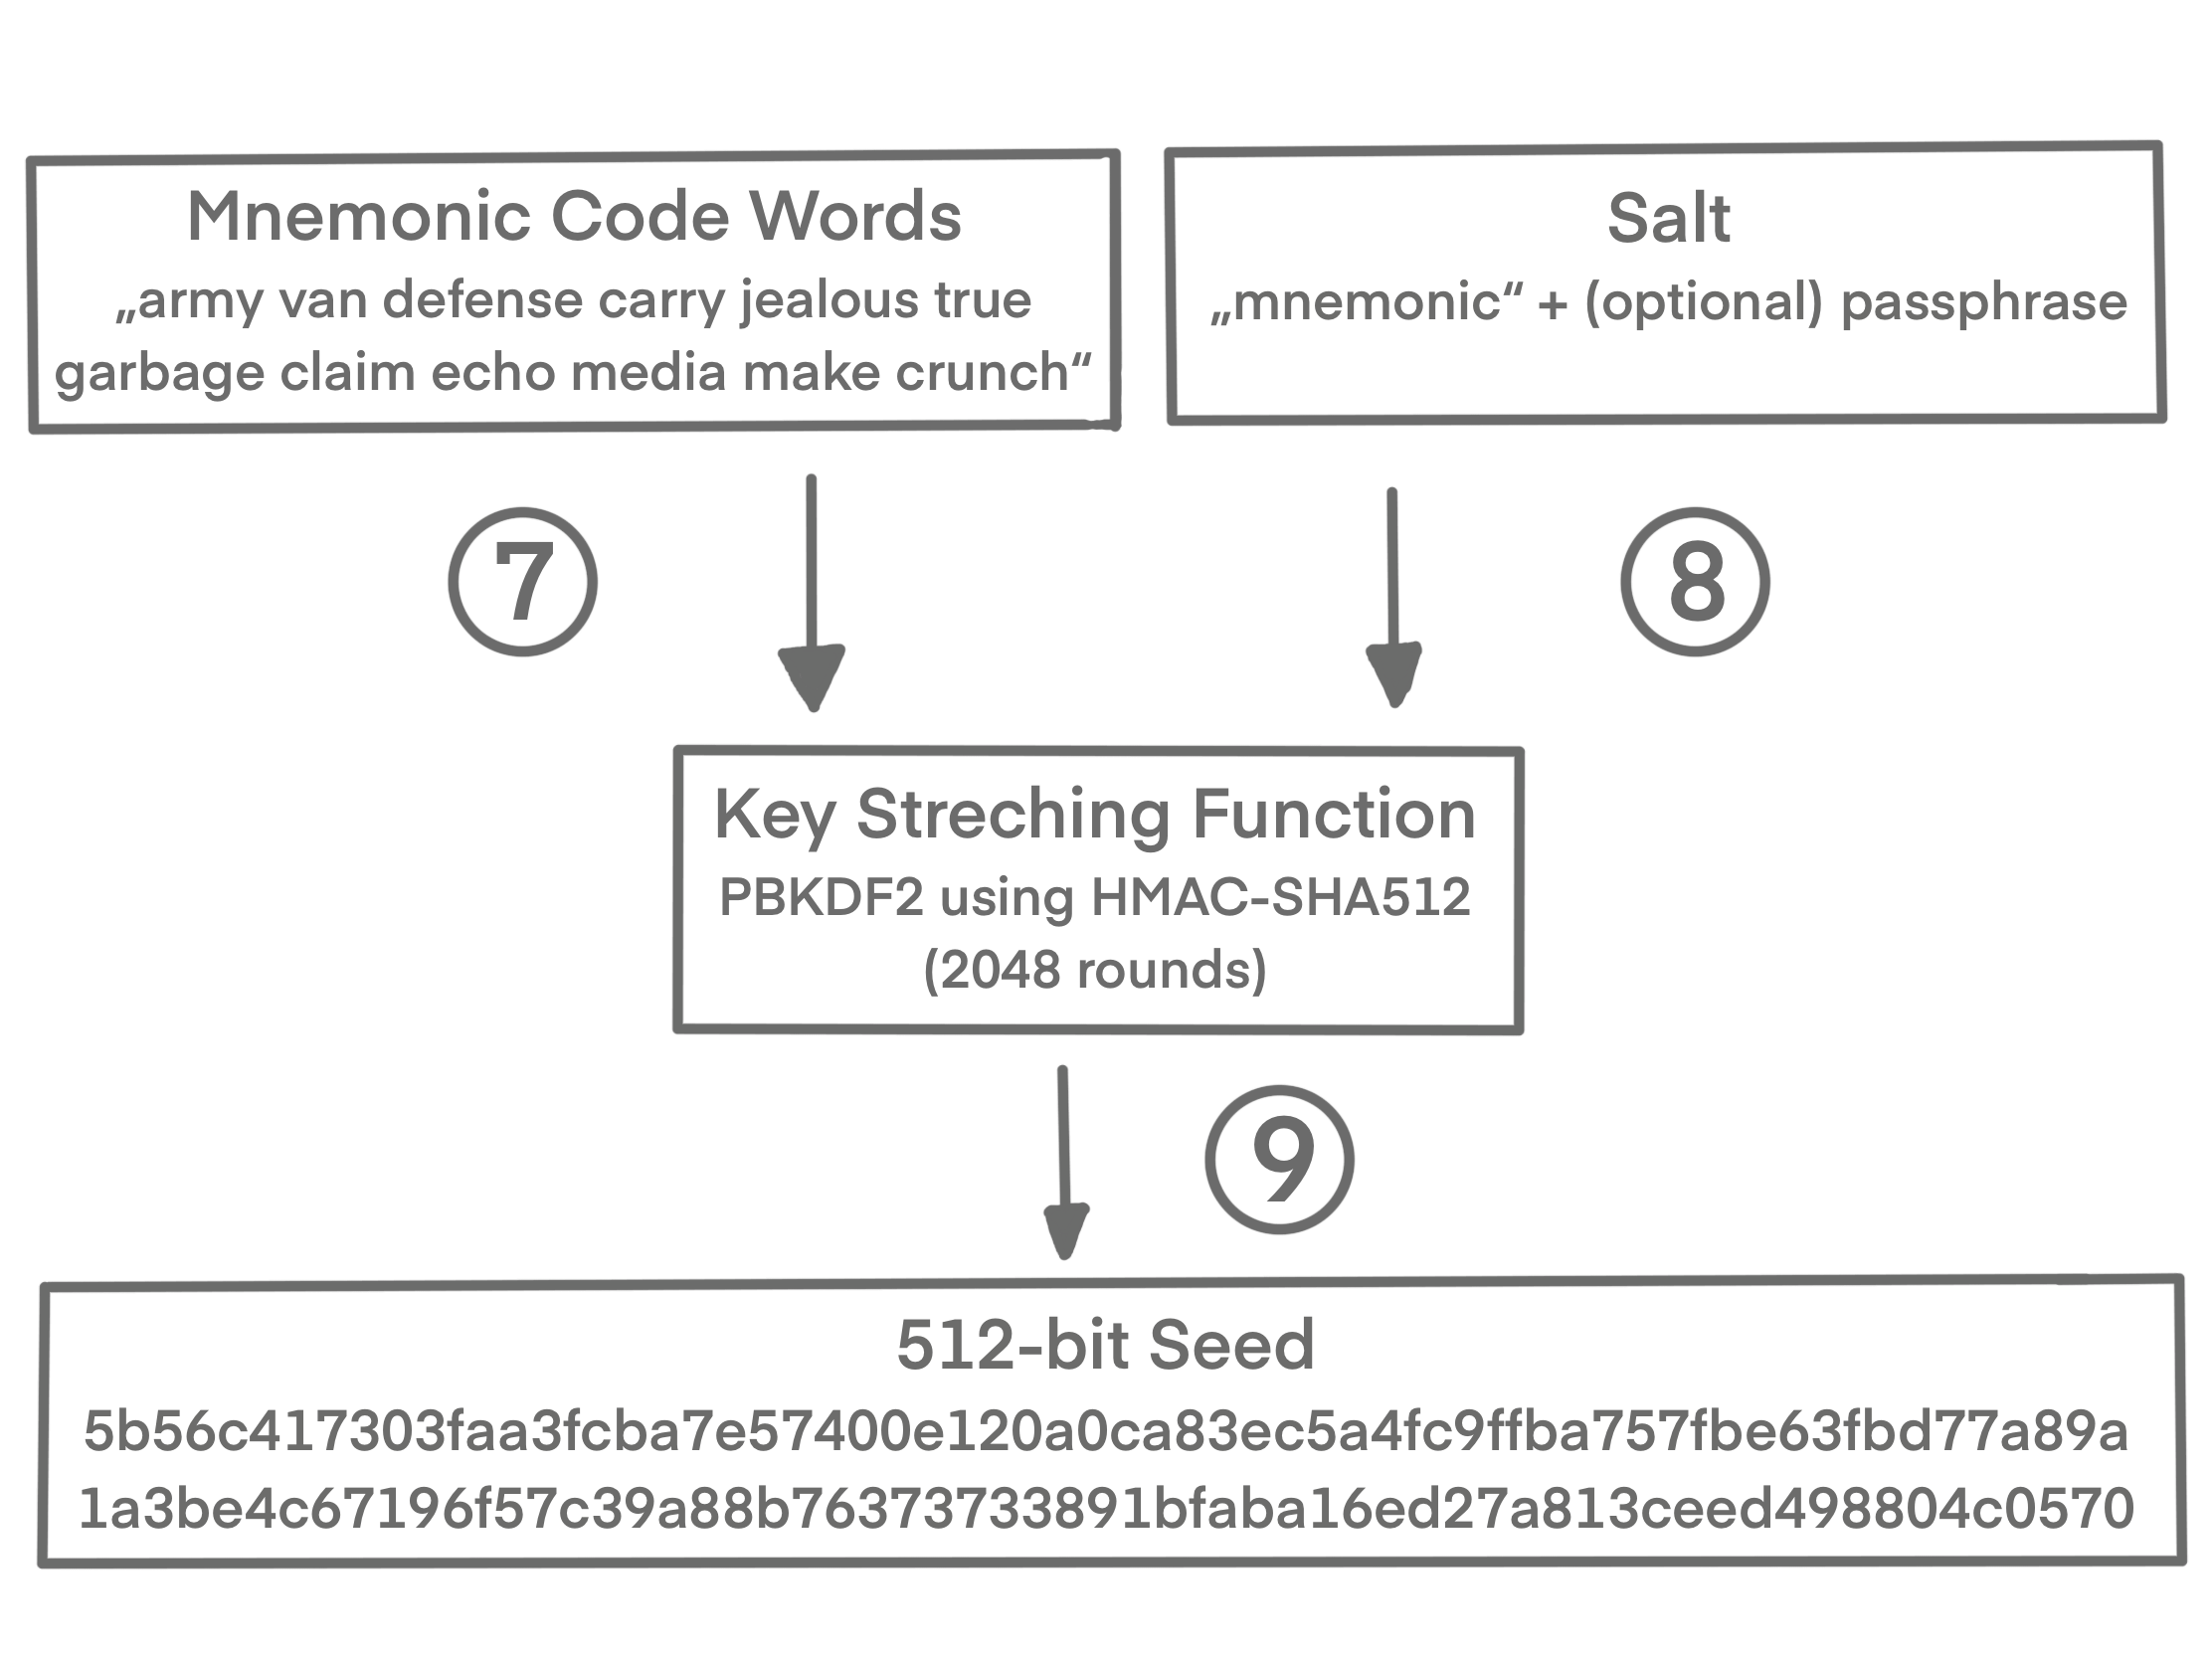 Mnemonic Code Words
„army van defense carry jealous true
garbage claim echo media make crunch“
Salt
„mnemonic“ + (optional) passphrase
7
8
Key Streching Function
PBKDF2 using HMAC-SHA512
(2048 rounds)
9
512-bit Seed
5b56c417303faa3fcba7e57400e120a0ca83ec5a4fc9ffba757fbe63fbd77a89a
1a3be4c67196f57c39a88b76373733891bfaba16ed27a813ceed498804c0570